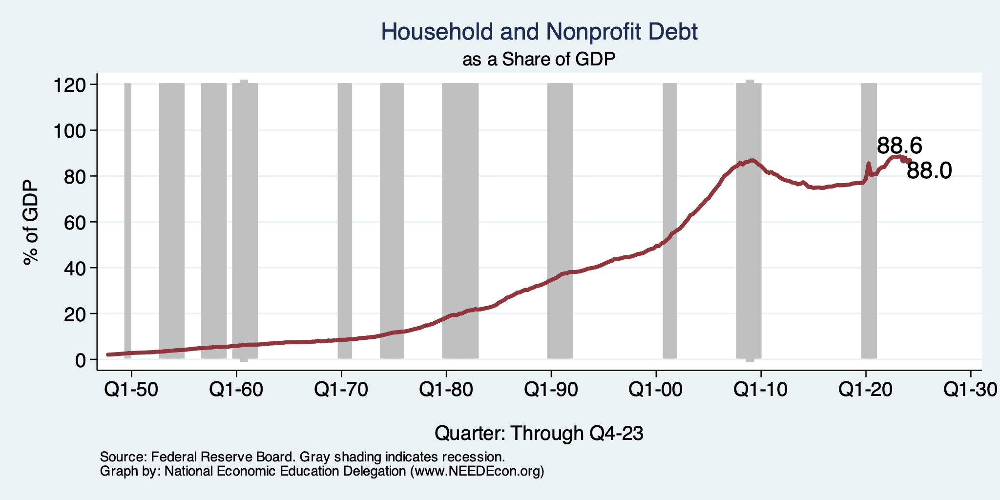 Household and Nonprofit Debt
as a Share of GDP
% of GDP
120
100
80
60
40
20
0
88.6
88.0
Q1-50 Q1-60 Q1-70 Q1-80 Q1-90 Q1-00 Q1-10 Q1-20 Q1-30
Quarter: Through Q4-23
Source: Federal Reserve Board. Gray shading indicates recession.
Graph by: National Economic Education Delegation (www.NEEDEcon.org)